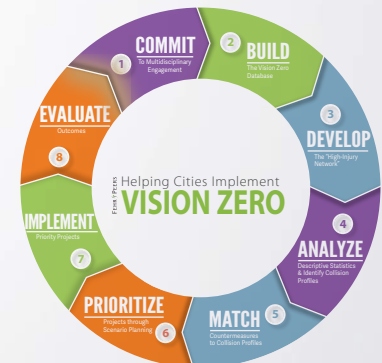 COMMIT
To Multidisciplinary
Engagement
1
2
BUILD
The Vision Zero
Database
3
DEVELOP
The "High-Injury
Network"
4
ANALYZE
Descriptive Statistics
& Identify Collision
Profiles
MATCH
5
Countermeasures
to Collision Profiles
PRIORITIZE
Projects through
Scenario Planning
6
IMPLEMENT
Priority Projects
7
EVALUATE
Outcomes
8
FEHR & PEERS
Helping Cities Implement
VISION ZERO